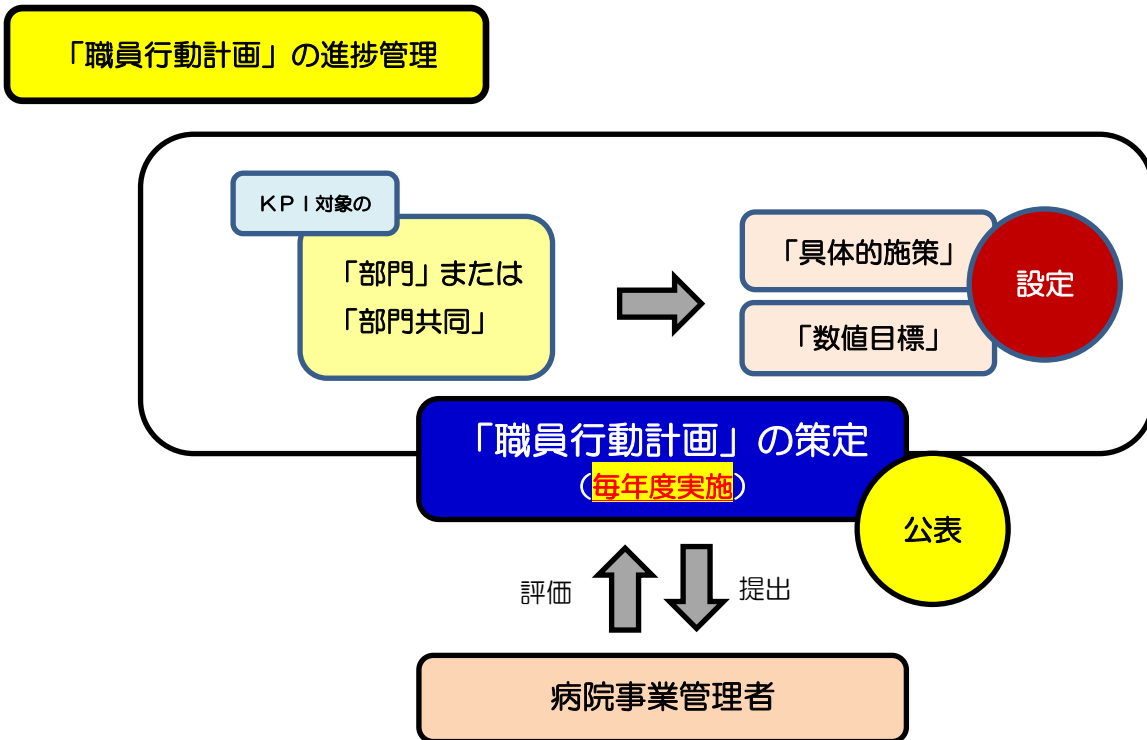 「職員行動計画」の進捗管理
ＫＰＩ対象の
「部門」または
「部門共同」
「具体的施策」
「数値目標」
設定
「職員行動計画」の策定
（毎年度実施）
公表
評価
提出
病院事業管理者